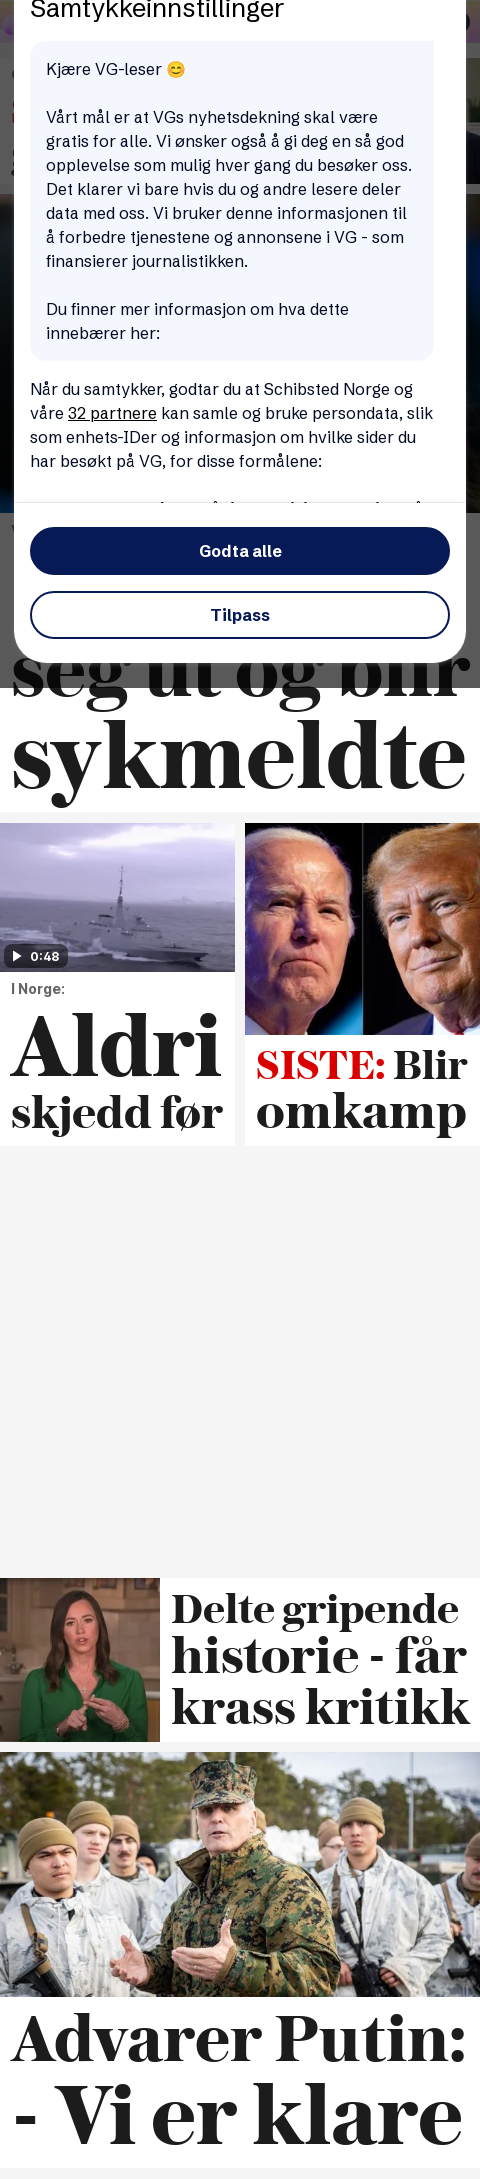 Samtykkeinnstillinger
Kjære VG-leser 😊
Vårt mål er at VGs nyhetsdekning skal være
gratis for alle. Vi ønsker også å gi deg en så god
opplevelse som mulig hver gang du besøker oss.
Det klarer vi bare hvis du og andre lesere deler
data med oss. Vi bruker denne informasjonen til
å forbedre tjenestene og annonsene i VG - som
finansierer journalistikken.
Du finner mer informasjon om hva dette
innebærer her:
Når du samtykker, godtar du at Schibsted Norge og
våre 32 partnere kan samle og bruke persondata, slik
som enhets-IDer og informasjon om hvilke sider du
har besøkt på VG, for disse formålene:
Godta alle
Tilpass
seg ut og blir
sykmeldte
0:48
I Norge:
Aldri
skjedd før
SISTE: Blir
omkamp
Delte gripende
historie - får
krass kritikk
Advarer Putin:
- Vi er klare